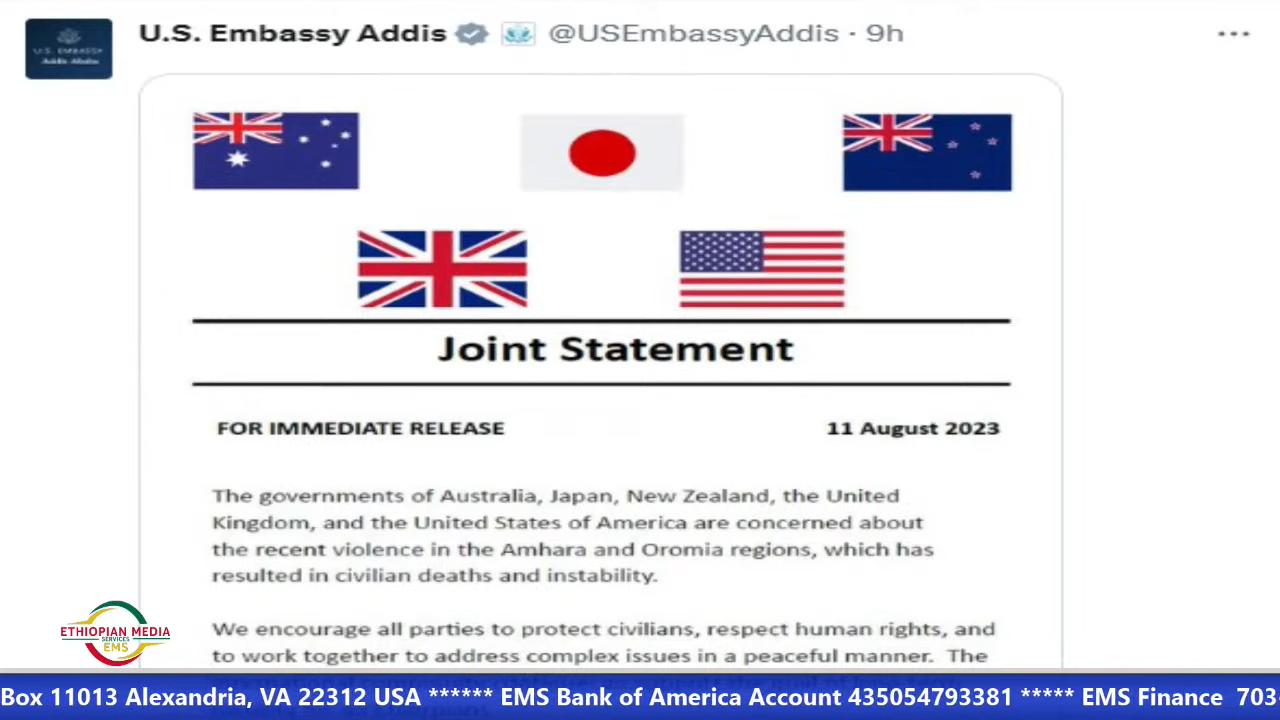 U.S. EMBASSY
Addis Ababa
U.S. Embassy Addis @USEmbassyAddis · 9h
Joint Statement
FOR IMMEDIATE RELEASE 11 August 2023
The governments of Australia, Japan, New Zealand, the United
Kingdom, and the United States of America are concerned about
the recent violence in the Amhara and Oromia regions, which has
resulted in civilian deaths and instability.
We encourage all parties to protect civilians, respect human rights, and
to work together to address complex issues in a peaceful manner. The
ETHIOPIAN MEDIA
SERVICES
EMS
Box 11013 Alexandria, VA 22312 USA ****** EMS Bank of America Account 435054793381 ***** EMS Finance 703